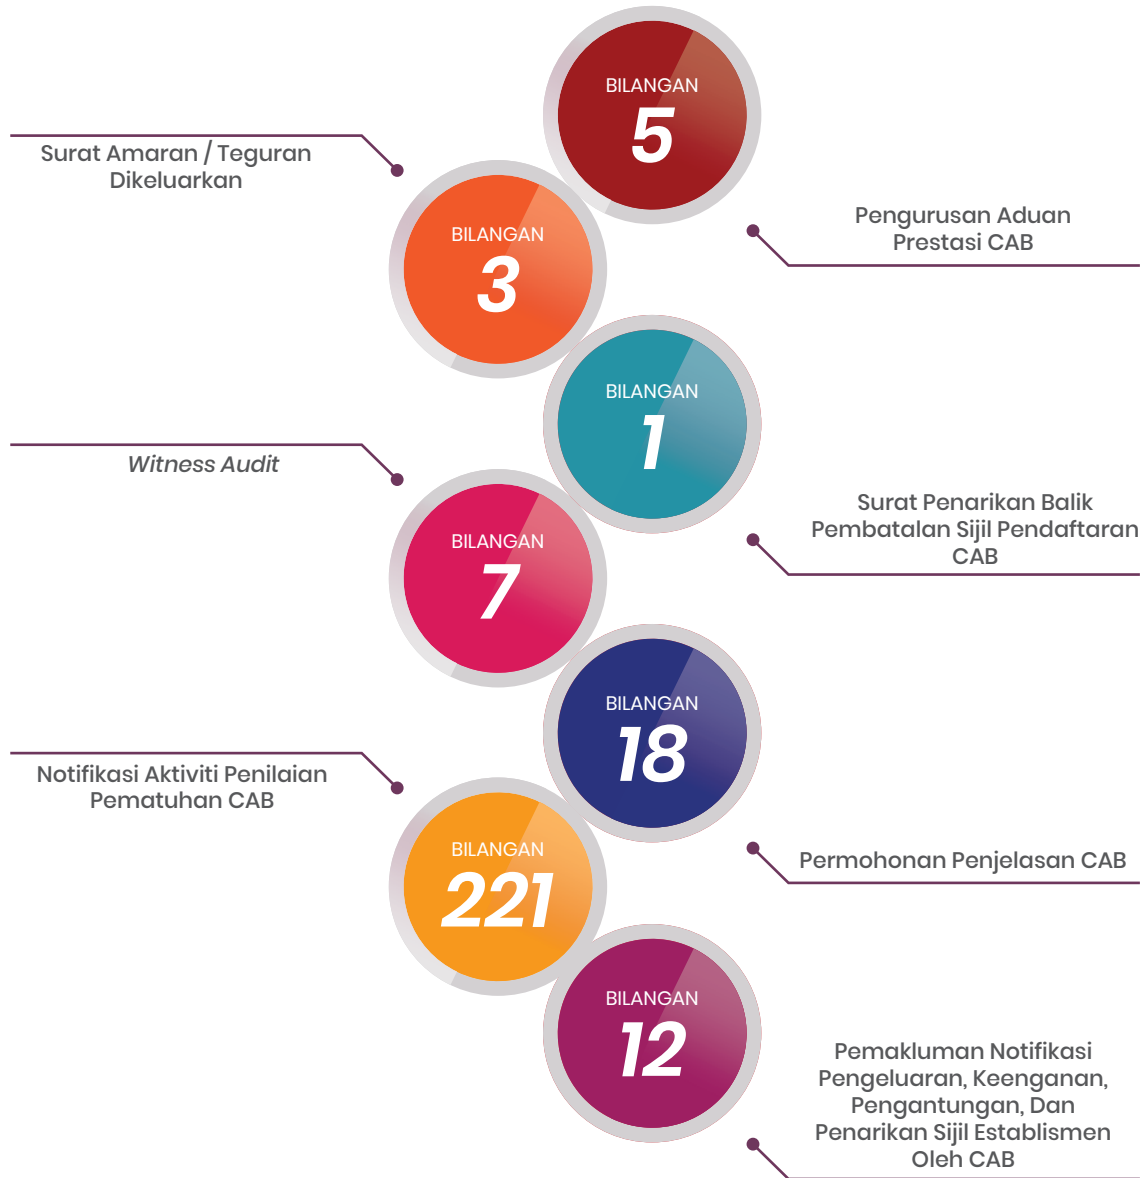 BILANGAN
5
Pengurusan Aduan
Prestasi CAB
Surat Amaran / Teguran
Dikeluarkan
BILANGAN
3
BILANGAN
1
Surat Penarikan Balik
Pembatalan Sijil Pendaftaran
CAB
Witness Audit
BILANGAN
7
BILANGAN
18
Permohonan Penjelasan CAB
Notifikasi Aktiviti Penilaian
Pematuhan CAB
BILANGAN
221
BILANGAN
12
Pemakluman Notifikasi
Pengeluaran, Keenganan,
Pengantungan, Dan
Penarikan Sijil Establismen
Oleh CAB